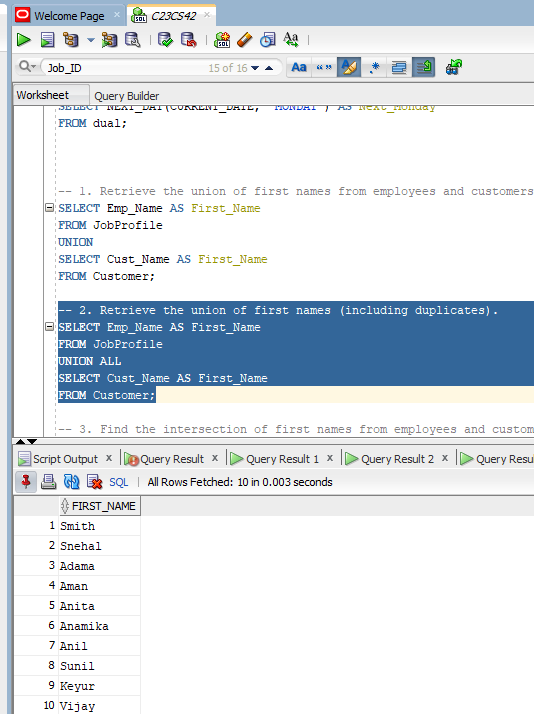 Welcome Page × C23CS42 ×
Job_ID 15 of 16 Aa “”
Worksheet Query Builder
SELECT NEXT_DAY(CURRENT_DATE, 'MONDAY') AS Next_Monday
FROM dual;
-- 1. Retrieve the union of first names from employees and customers
SELECT Emp_Name AS First_Name
FROM JobProfile
UNION
SELECT Cust_Name AS First_Name
FROM Customer;
-- 2. Retrieve the union of first names (including duplicates).
SELECT Emp_Name AS First_Name
FROM JobProfile
UNION ALL
SELECT Cust_Name AS First_Name
FROM Customer;
-- 3. Find the intersection of first names from employees and custom
Script Output × Query Result × Query Result 1 × Query Result 2 × Query Resu
SQL All Rows Fetched: 10 in 0.003 seconds
FIRST_NAME
1 Smith
2 Snehal
3 Adama
4 Aman
5 Anita
6 Anamika
7 Anil
8 Sunil
9 Keyur
10 Vijay